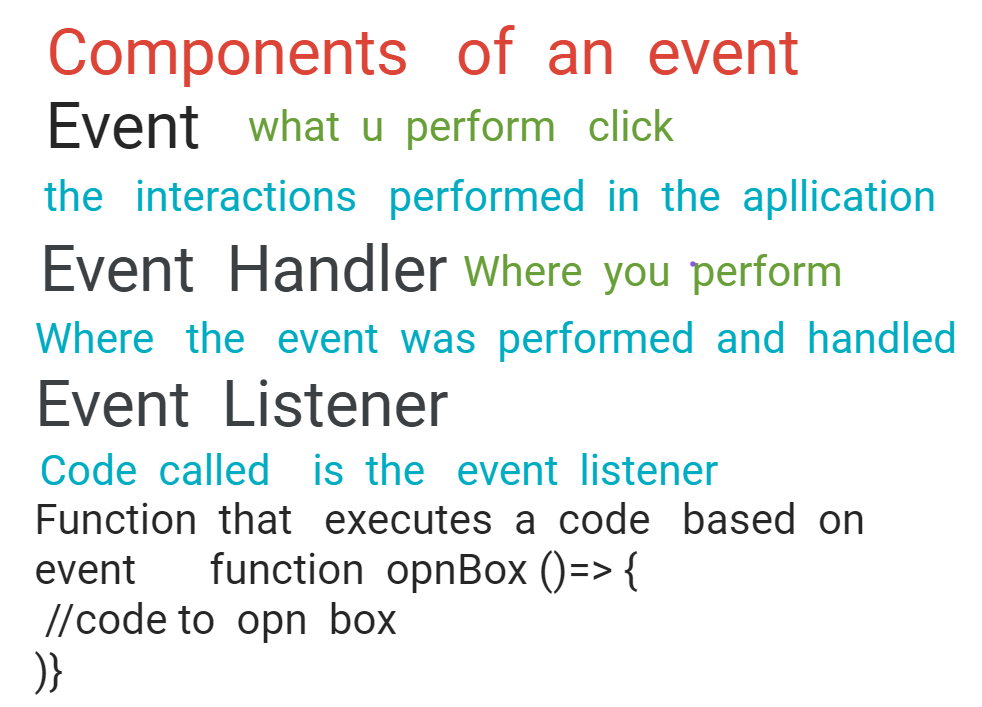 Components of an event
Event what u perform click
the interactions performed in the apllication
Event Handler Where you perform
Where the event was performed and handled
Event Listener
Code called is the event listener
Function that executes a code based on
event function opnBox ()=> {
//code to opn box
)}